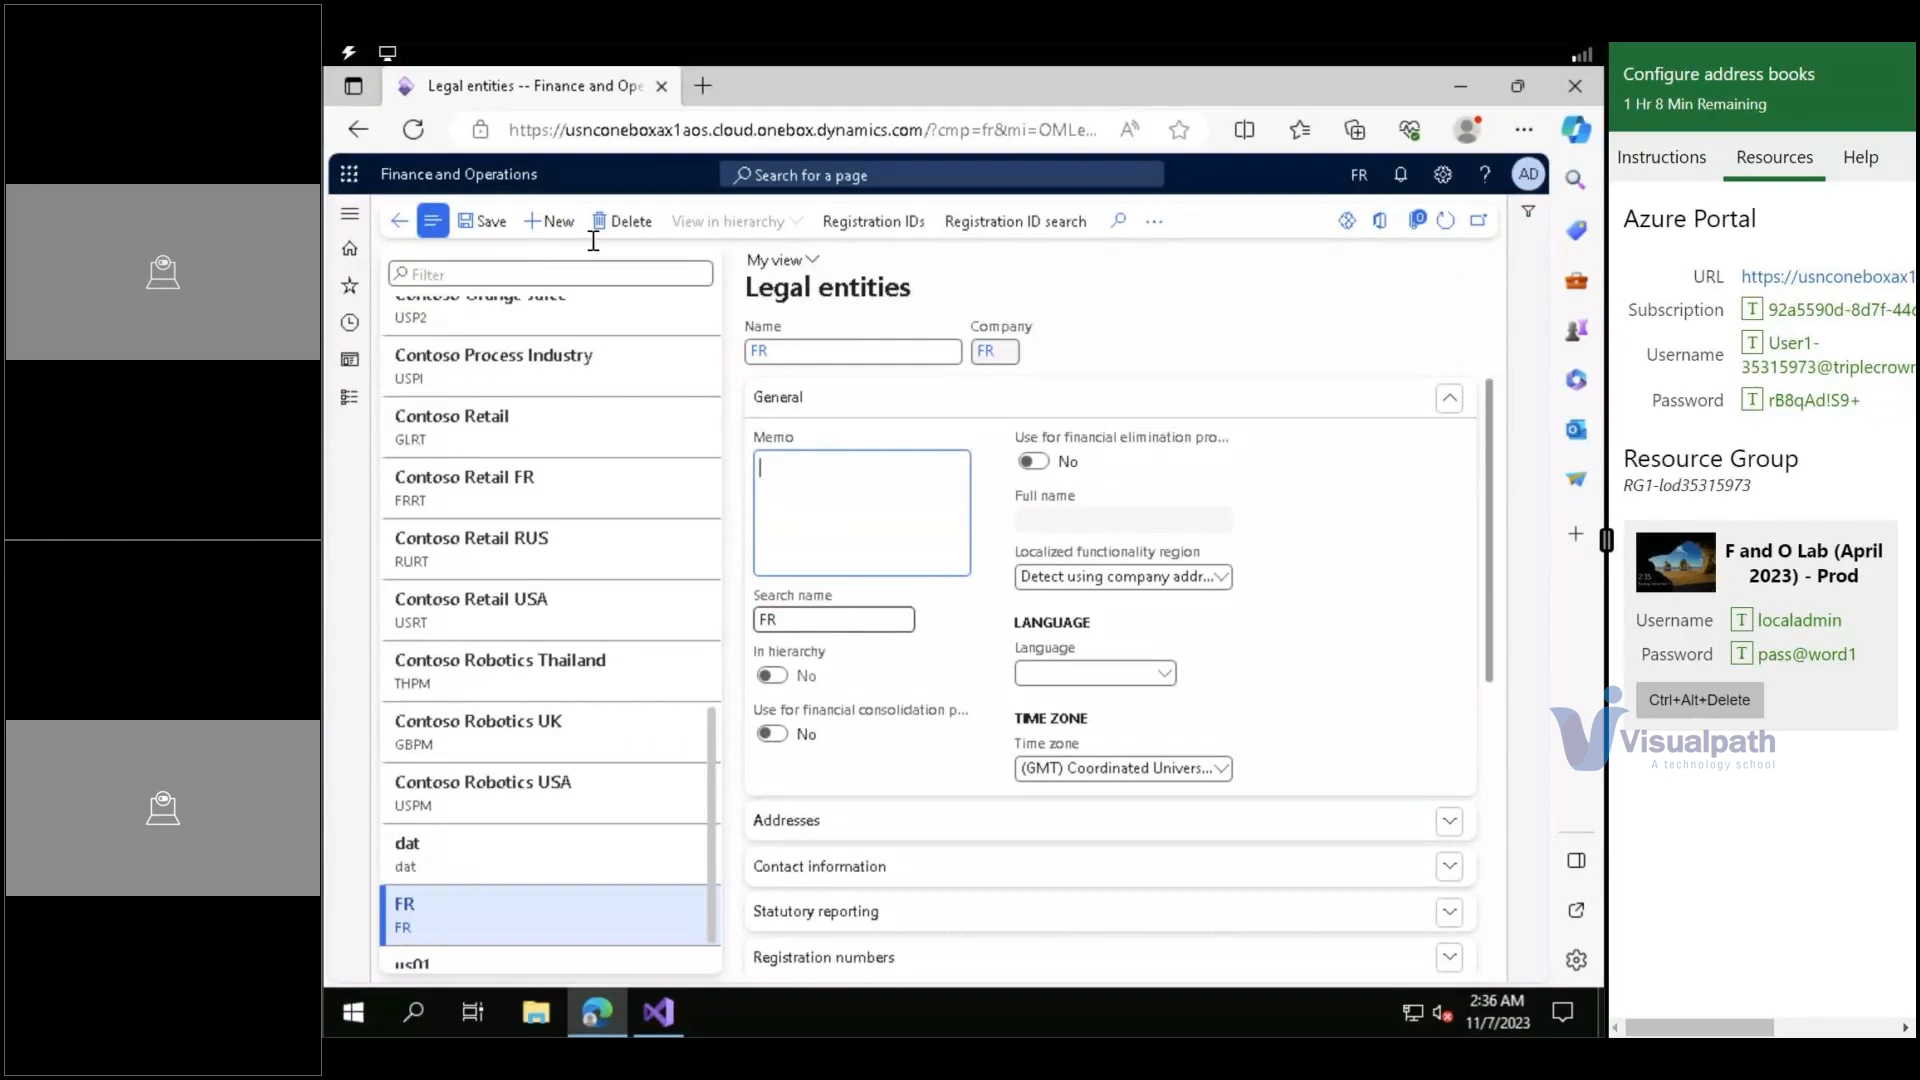 Legal entities -- Finance and Ope
https://usnconeboxax1aos.cloud.onebox.dynamics.com/?cmp=fr&mi=OMLe...
Finance and Operations
Search for a page
FR
AD
Save
New
Delete
View in hierarchy
Registration IDs
Registration ID search
Filter
Contoso Orange Juice
USP2
Contoso Process Industry
USPI
Contoso Retail
GLRT
Contoso Retail FR
FRRT
Contoso Retail RUS
RURT
Contoso Retail USA
USRT
Contoso Robotics Thailand
THPM
Contoso Robotics UK
GBPM
Contoso Robotics USA
USPM
dat
dat
FR
FR
us01
My view
Legal entities
Name
Company
FR
FR
General
Memo
Search name
FR
In hierarchy
No
Use for financial consolidation p...
No
Use for financial elimination pro...
No
Full name
Localized functionality region
Detect using company addr...
LANGUAGE
Language
TIME ZONE
Time zone
(GMT) Coordinated Univers...
Addresses
Contact information
Statutory reporting
Registration numbers
2:36 AM
11/7/2023
Configure address books
1 Hr 8 Min Remaining
Instructions
Resources
Help
Azure Portal
URL
https://usnconeboxax1
Subscription
T 92a5590d-8d7f-44c
Username
T User1-
35315973@triplecrown
Password
T rB8qAd!S9+
Resource Group
RG1-lod35315973
F and O Lab (April
2023) - Prod
Username
T localadmin
Password
T pass@word1
Ctrl+Alt+Delete
Visualpath
A technology school